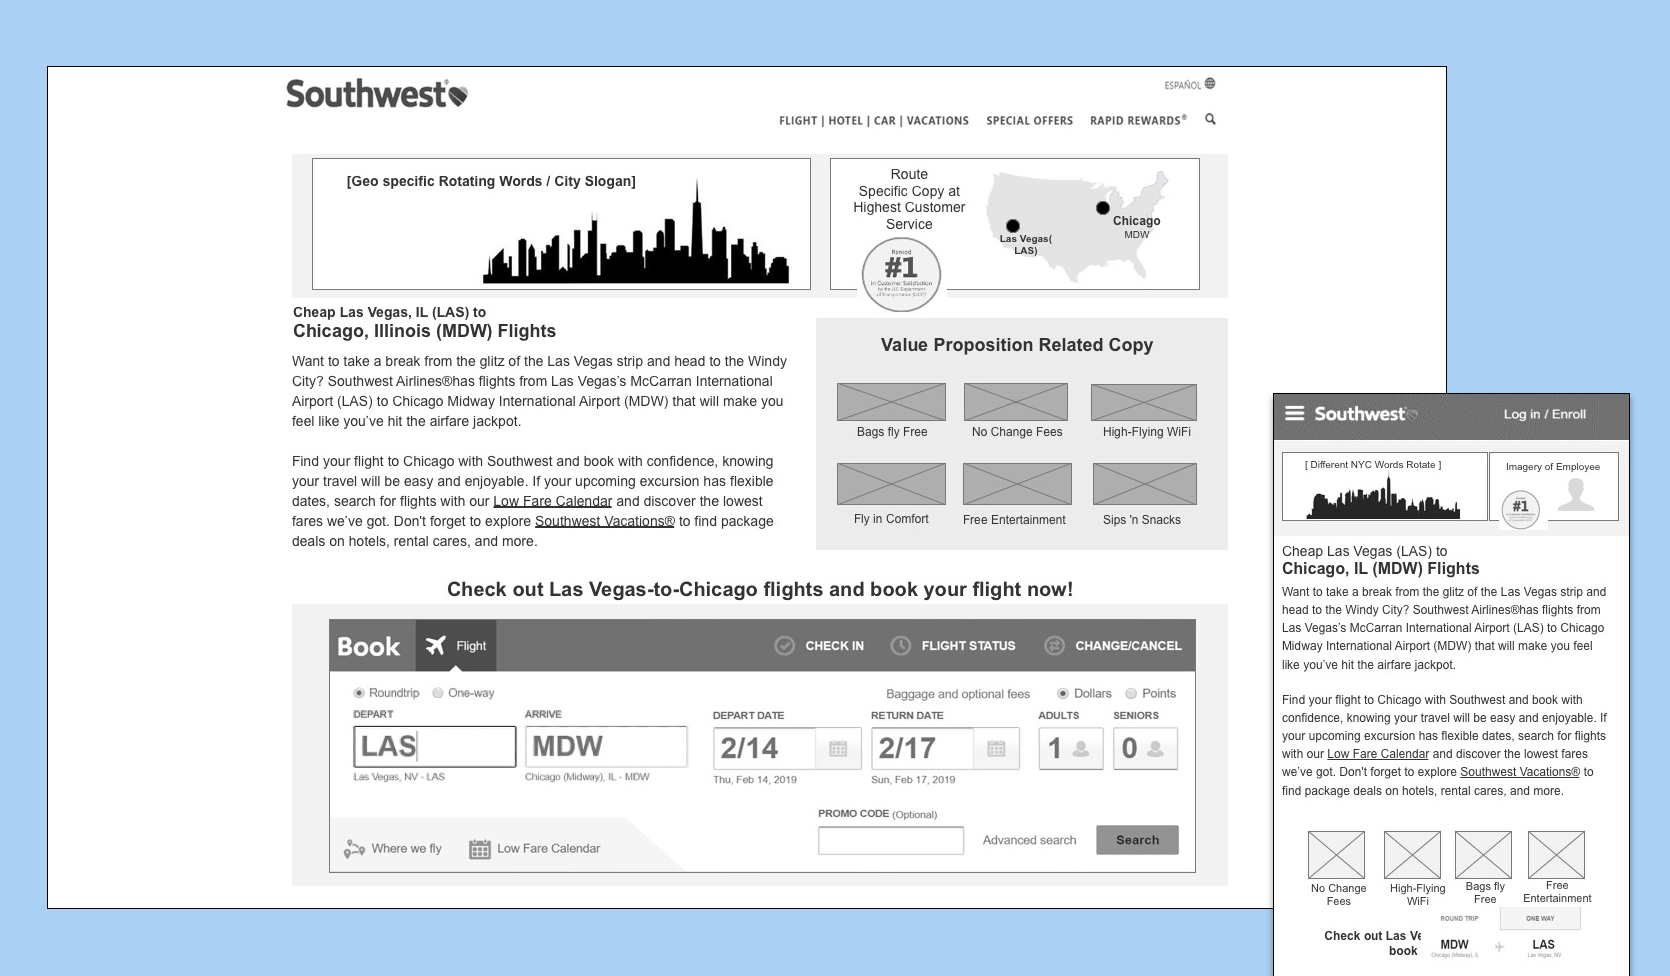 Southwest®
ESPAÑOL
FLIGHT | HOTEL | CAR | VACATIONS SPECIAL OFFERS RAPID REWARDS®
[Geo specific Rotating Words / City Slogan]
Route
Specific Copy at
Highest Customer
Service
Ranked
#1
in Customer Satisfaction
by the U.S. Department
of Transportation
Chicago
MDW
Las Vegas(
LAS)
Cheap Las Vegas, IL (LAS) to
Chicago, Illinois (MDW) Flights
Want to take a break from the glitz of the Las Vegas strip and head to the Windy
City? Southwest Airlines®has flights from Las Vegas's McCarran International
Airport (LAS) to Chicago Midway International Airport (MDW) that will make you
feel like you've hit the airfare jackpot.
Find your flight to Chicago with Southwest and book with confidence, knowing
your travel will be easy and enjoyable. If your upcoming excursion has flexible
dates, search for flights with our Low Fare Calendar and discover the lowest
fares we've got. Don't forget to explore Southwest Vacations® to find package
deals on hotels, rental cares, and more.
Value Proposition Related Copy
Bags fly Free No Change Fees High-Flying WiFi
Fly in Comfort Free Entertainment Sips 'n Snacks
Check out Las Vegas-to-Chicago flights and book your flight now!
Book Flight CHECK IN FLIGHT STATUS CHANGE/CANCEL
Roundtrip One-way Baggage and optional fees Dollars Points
DEPART ARRIVE DEPART DATE RETURN DATE ADULTS SENIORS
LAS MDW 2/14 2/17 1 0
Las Vegas, NV - LAS Chicago (Midway), IL - MDW Thu, Feb 14, 2019 Sun, Feb 17, 2019
PROMO CODE (Optional)
Advanced search Search
Where we fly Low Fare Calendar
Southwest Log in / Enroll
[ Different NYC Words Rotate ] Imagery of Employee
#1
Cheap Las Vegas (LAS) to
Chicago, IL (MDW) Flights
Want to take a break from the glitz of the Las Vegas strip and
head to the Windy City? Southwest Airlines®has flights from
Las Vegas's McCarran International Airport (LAS) to Chicago
Midway International Airport (MDW) that will make you feel
like you've hit the airfare jackpot.
Find your flight to Chicago with Southwest and book with
confidence, knowing your travel will be easy and enjoyable. If
your upcoming excursion has flexible dates, search for flights
with our Low Fare Calendar and discover the lowest fares
we've got. Don't forget to explore Southwest Vacations® to
find package deals on hotels, rental cares, and more.
No Change High-Flying Bags fly Free
Fees WiFi Free Entertainment
ROUND TRIP ONE WAY
Check out Las Ve
book
MDW LAS
Chicago (Midway), IL Las Vegas, NV